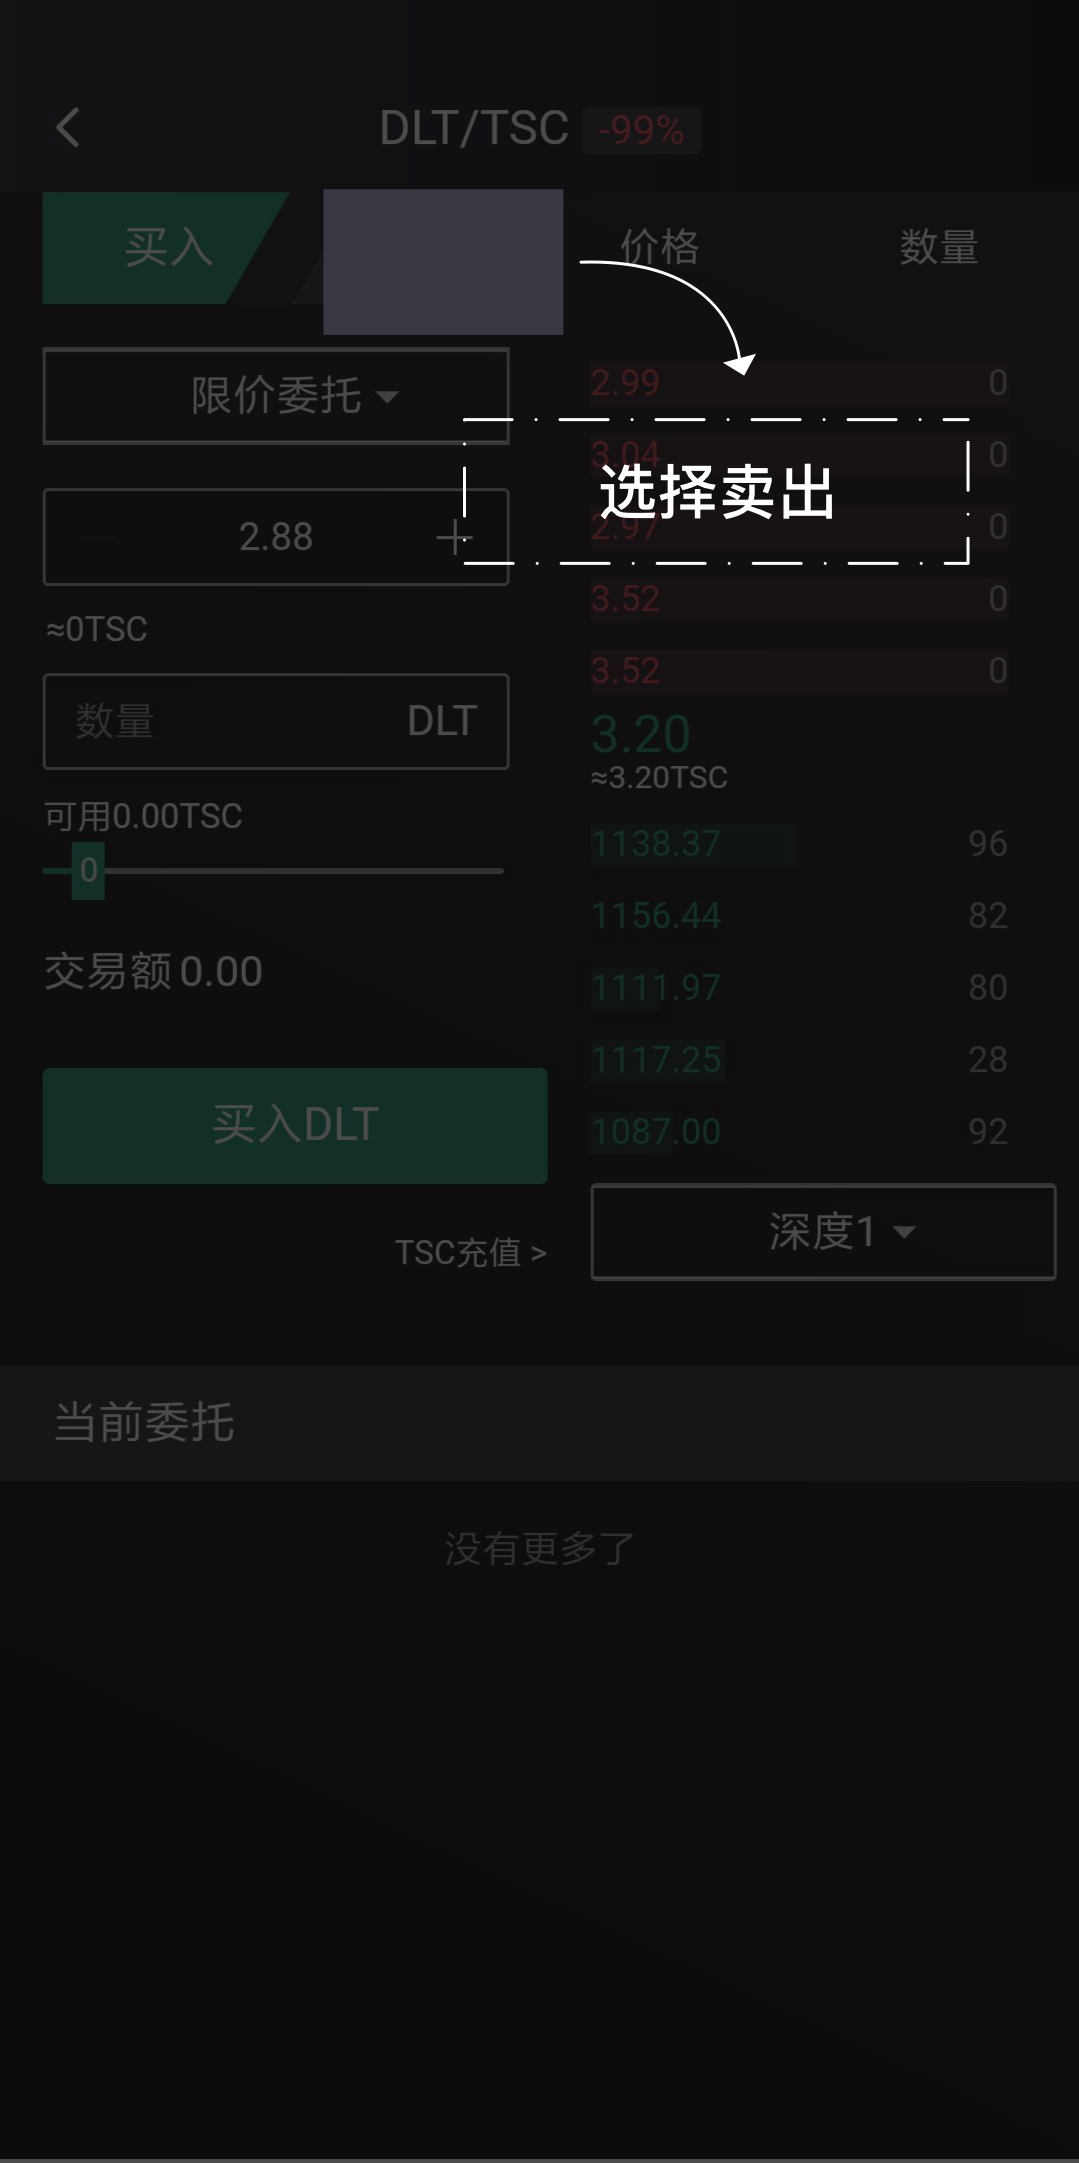 DLT/TSC -99%
买入
价格 数量
限价委托
2.99 0
3.04 0
选择卖出
2.88
2.97 0
3.52 0
≈0TSC
3.52 0
数量 DLT
3.20
≈3.20TSC
可用0.00TSC
0
1138.37 96
1156.44 82
交易额 0.00
1111.97 80
1117.25 28
买入DLT
1087.00 92
深度1
TSC充值 >
当前委托
没有更多了